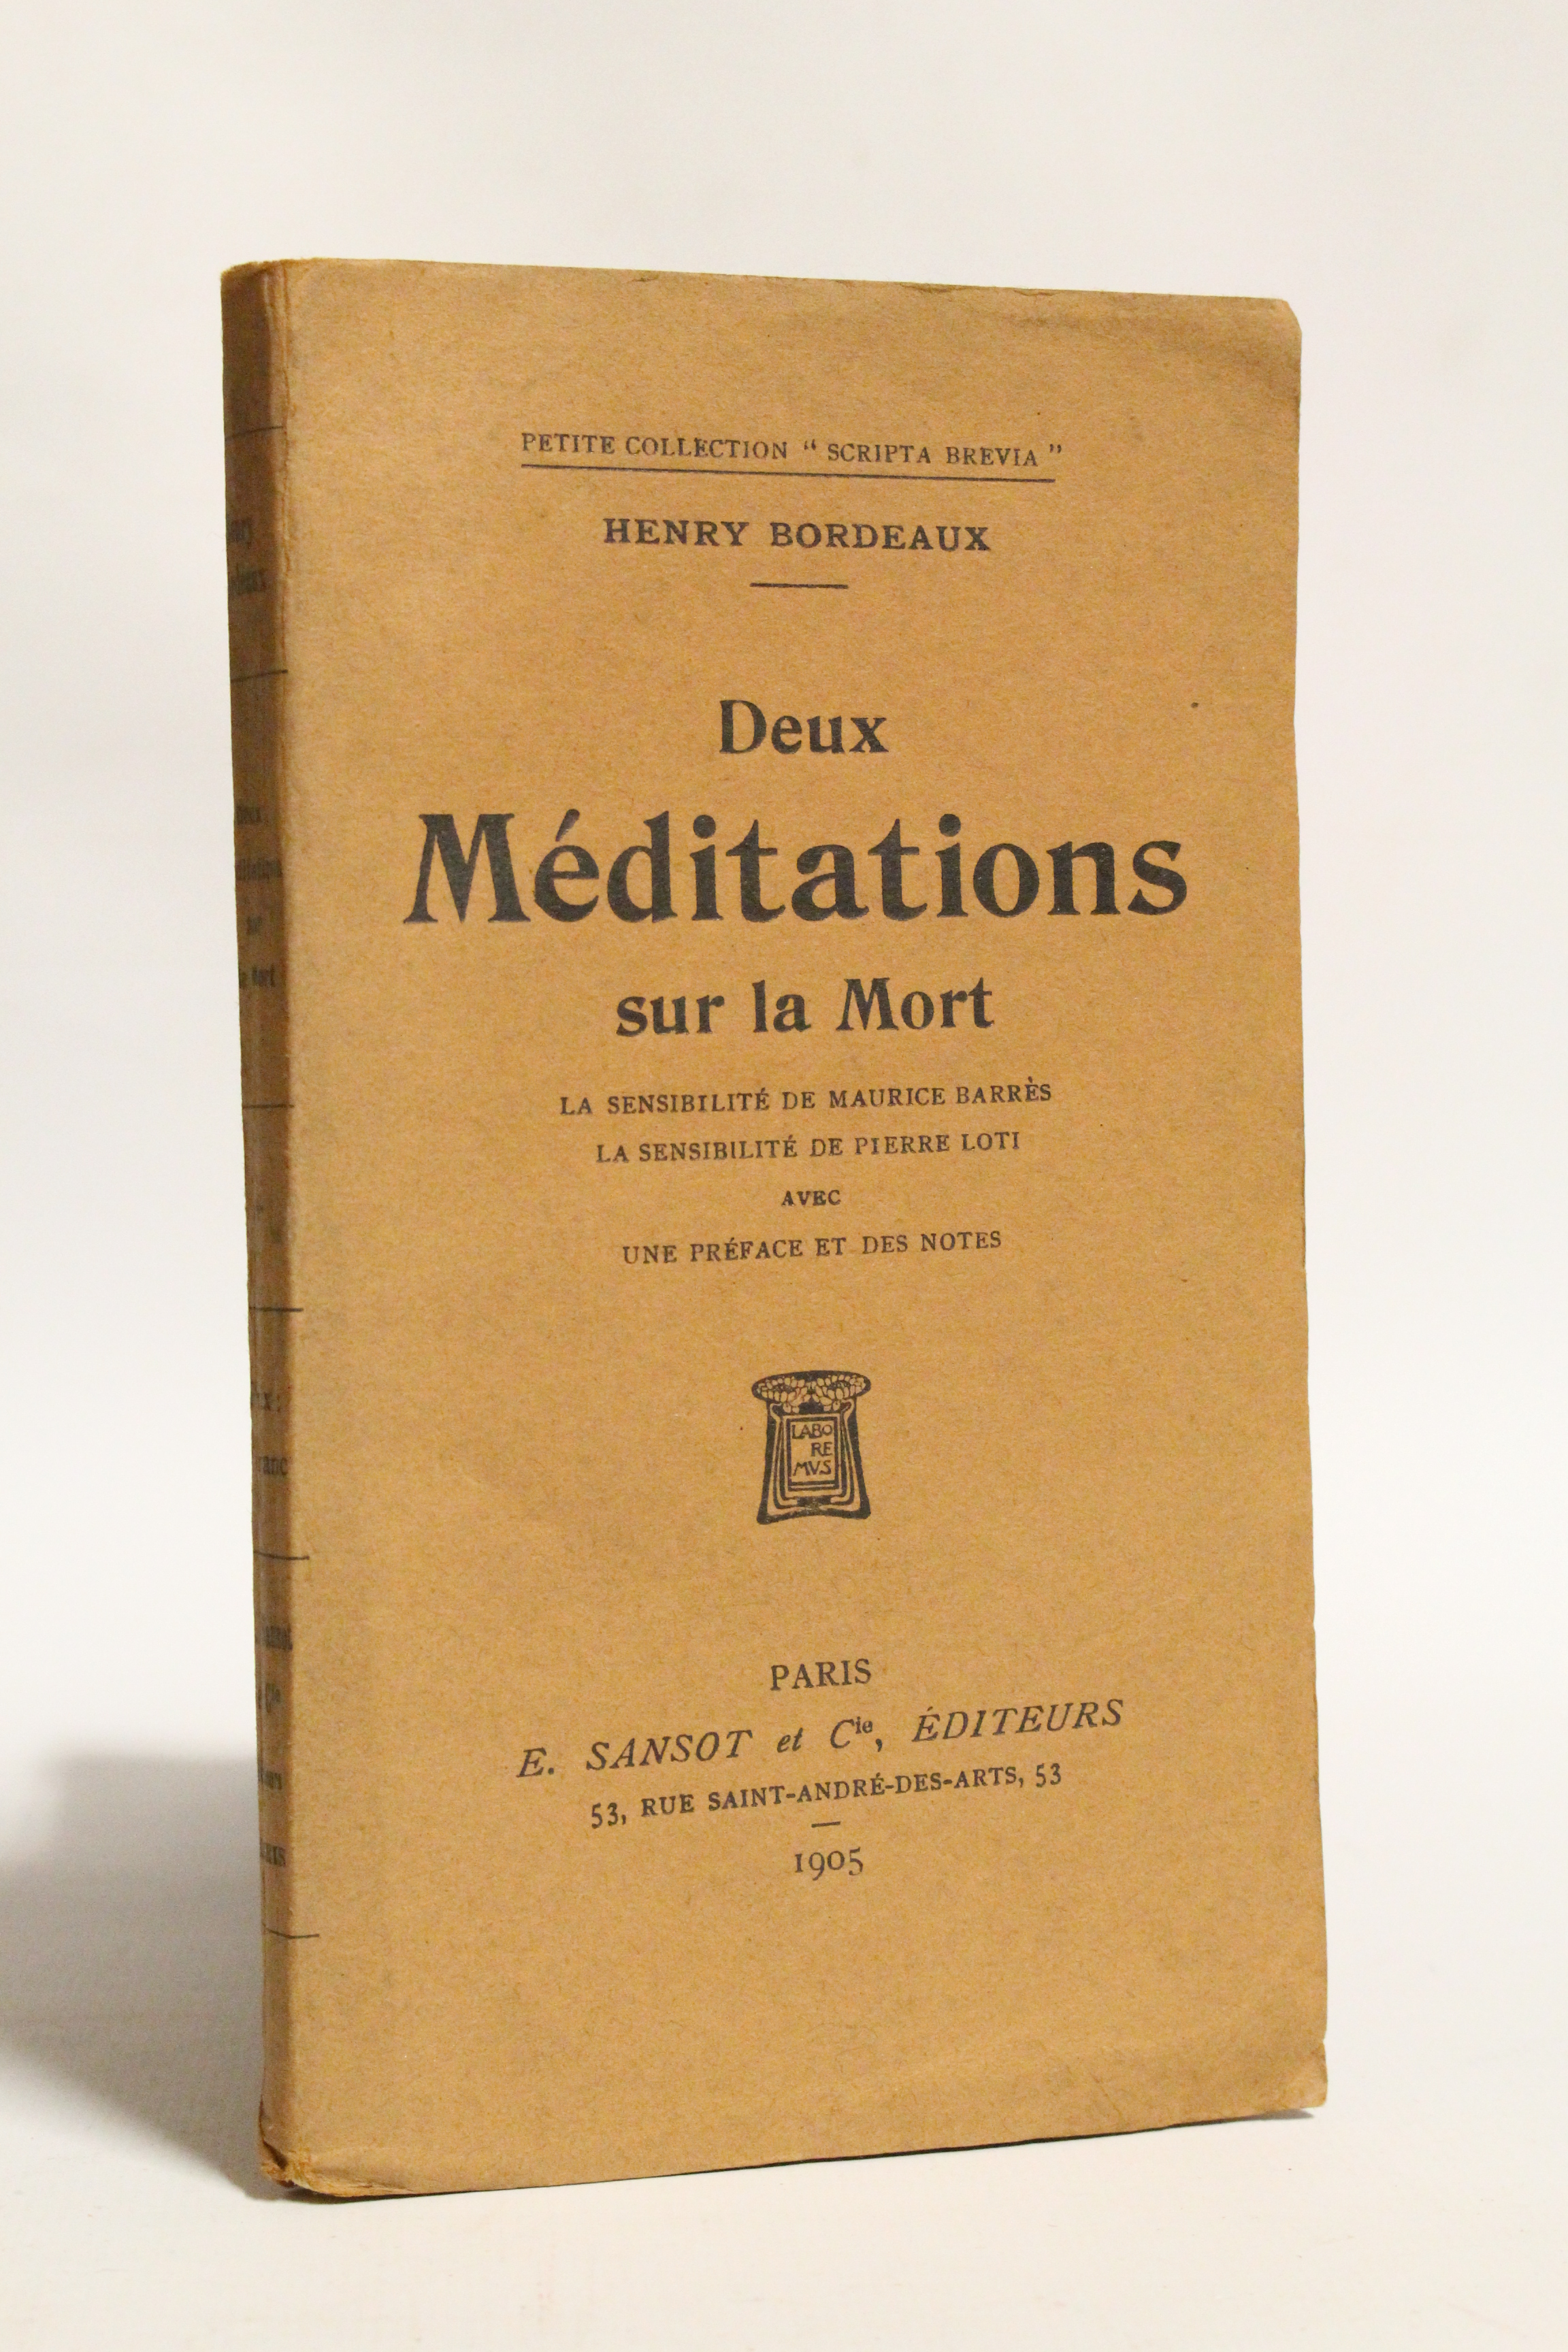 PETITE COLLECTION “ SCRIPTA BREVIA ”
HENRY BORDEAUX
Deux
Méditations
sur la Mort
LA SENSIBILITÉ DE MAURICE BARRÈS
LA SENSIBILITÉ DE PIERRE LOTI
AVEC
UNE PRÉFACE ET DES NOTES
LABO
RE
MVS
PARIS
E. SANSOT et Cie, ÉDITEURS
53, RUE SAINT-ANDRÉ-DES-ARTS, 53
1905